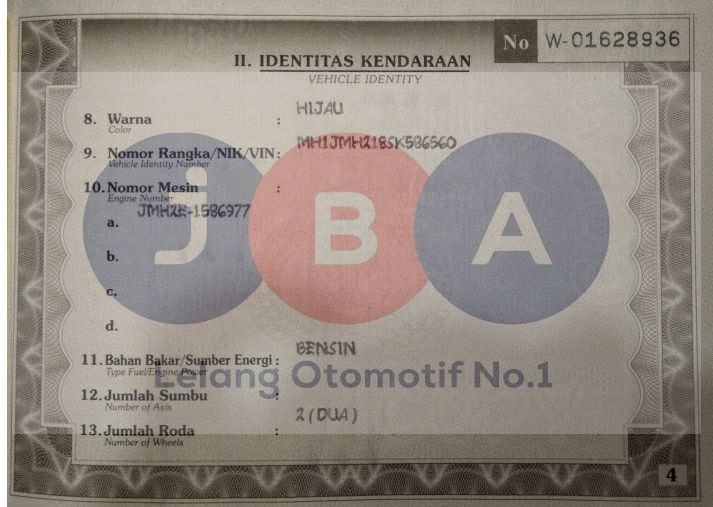 No W-01628936
II. IDENTITAS KENDARAAN
VEHICLE IDENTITY
8. Warna : HIJAU
Color
9. Nomor Rangka/NIK/VIN : MH1JMH218SK586560
Vehicle Identity Number
10. Nomor Mesin :
Engine Number
a. JMH2E-1586977
b.
c.
d.
11. Bahan Bakar/Sumber Energi : BENSIN
Type Fuel/Engine Power
12. Jumlah Sumbu :
Number of Axis
13. Jumlah Roda : 2 (DUA)
Number of Wheels
4
JBA
Lelang Otomotif No.1